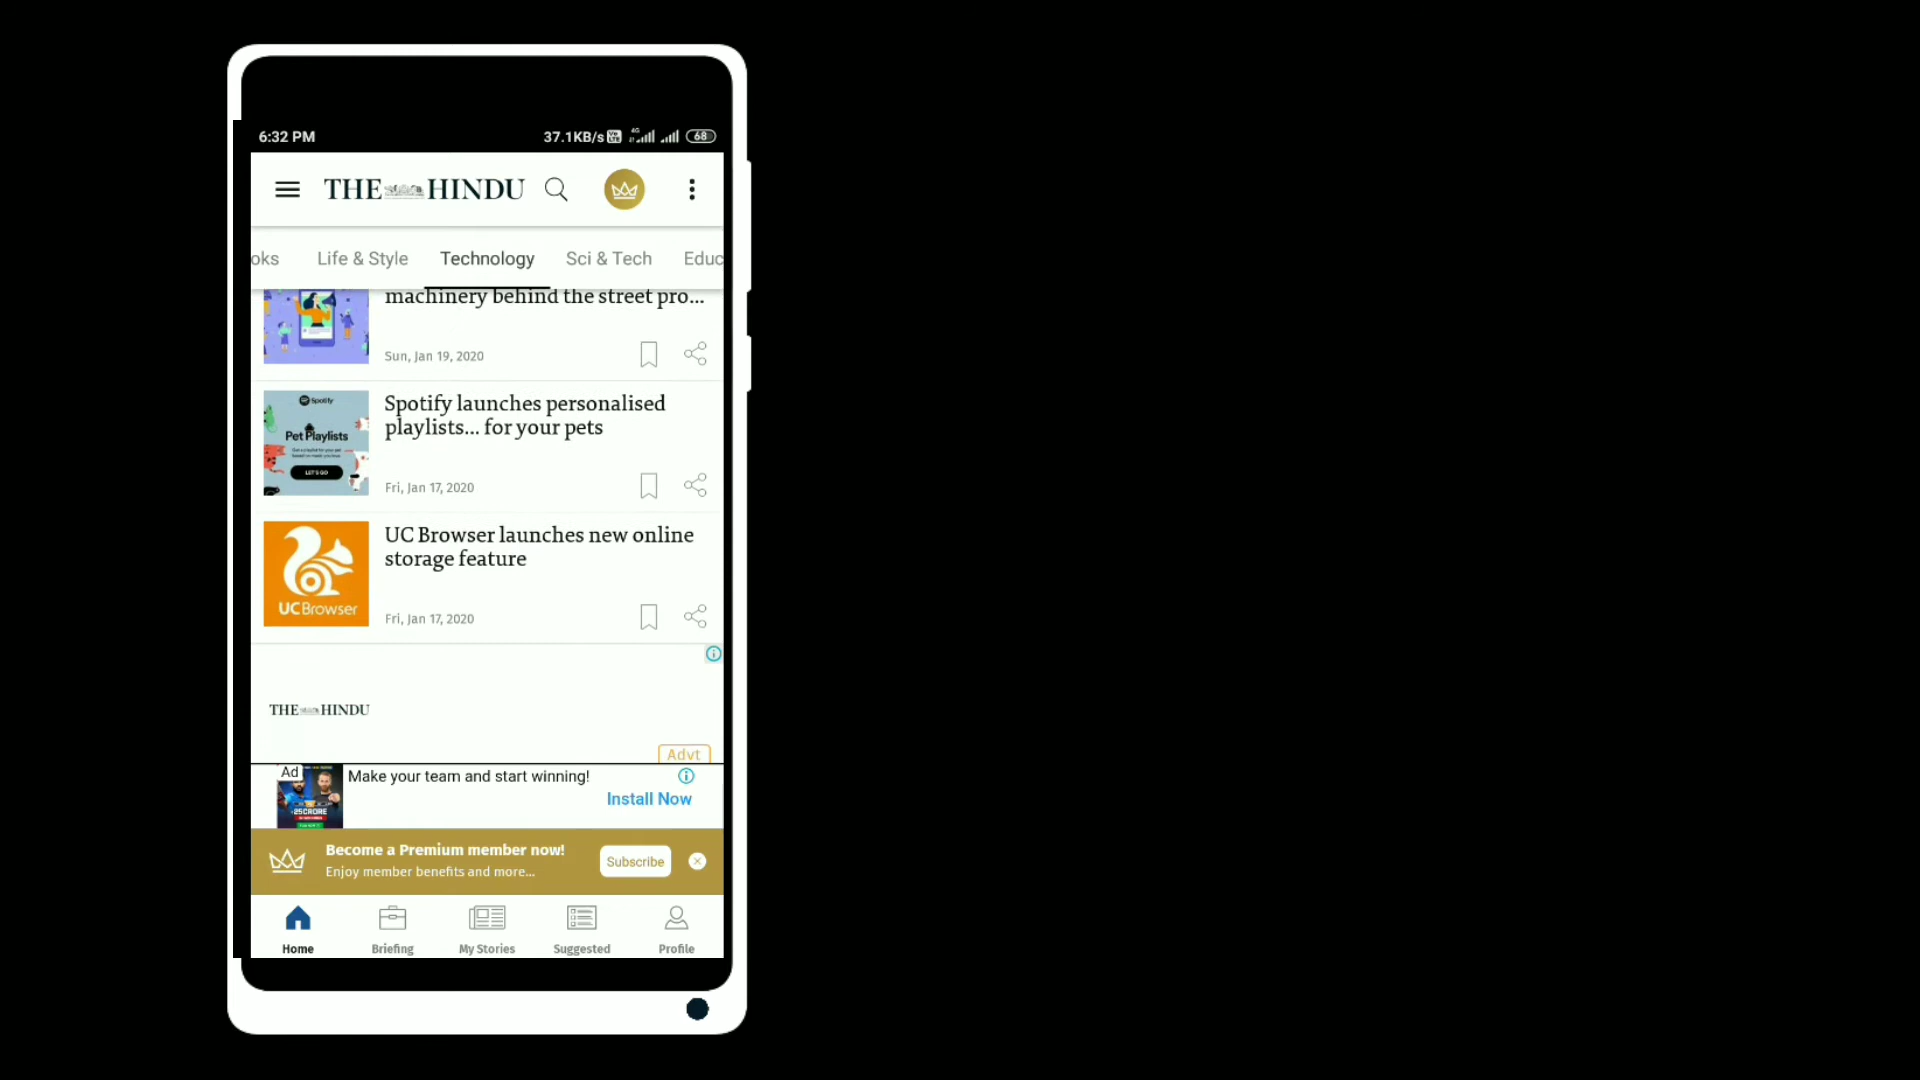 6:32 PM 37.1KB/s 4G 68
THE HINDU
oks Life & Style Technology Sci & Tech Educ
machinery behind the street pro...
Sun, Jan 19, 2020
Spotify
Pet Playlists
LET'S GO
Spotify launches personalised
playlists... for your pets
Fri, Jan 17, 2020
UC Browser
UC Browser launches new online
storage feature
Fri, Jan 17, 2020
THE HINDU
Advt
Ad
25 CRORE
Make your team and start winning!
Install Now
Become a Premium member now!
Enjoy member benefits and more...
Subscribe
Home Briefing My Stories Suggested Profile